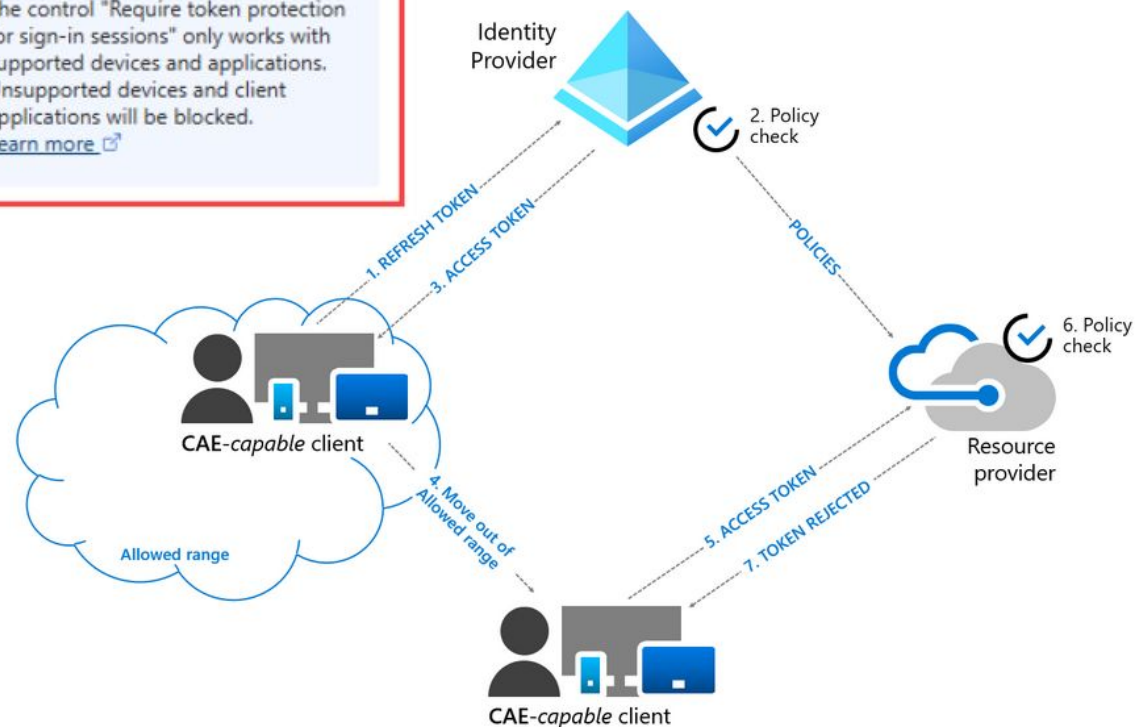 he control "Require token protection
or sign-in sessions" only works with
upported devices and applications.
nsupported devices and client
pplications will be blocked.
earn more
Identity
Provider
2. Policy
check
1. REFRESH TOKEN
3. ACCESS TOKEN
POLICIES
6. Policy
check
CAE-capable client
Resource
provider
4. Move out of
Allowed range
5. ACCESS TOKEN
7. TOKEN REJECTED
Allowed range
CAE-capable client